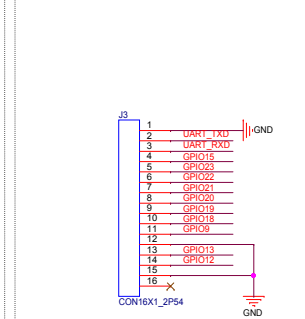 J3
1
GND
2 UART_TXD
3 UART_RXD
4 GPIO15
5 GPIO23
6 GPIO22
7 GPIO21
8 GPIO20
9 GPIO19
10 GPIO18
11 GPIO9
12
13 GPIO13
14 GPIO12
15
16
CON16X1_2P54
GND